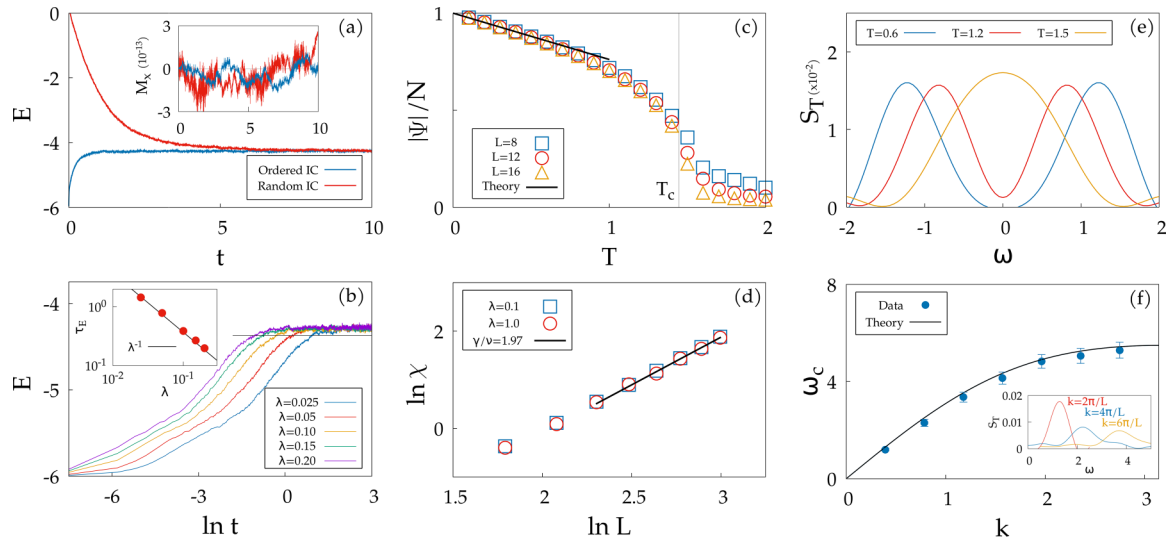 (a)
E
0
-2
-4
-6
0
5
10
t
M_x (10^-13)
3
0
-3
0
5
10
Ordered IC
Random IC
(c)
|Ψ|/N
1
0
0
1
2
T
T_c
L=8
L=12
L=16
Theory
(e)
T=0.6
T=1.2
T=1.5
S_T (x10^-2)
2
1
0
-2
-1
0
1
2
ω
(b)
E
-4
-5
-6
-6
-3
0
3
ln t
τ_E
10^0
10^-1
10^-2
10^-1
λ
λ^-1
λ=0.025
λ=0.05
λ=0.10
λ=0.15
λ=0.20
(d)
λ=0.1
λ=1.0
γ/ν=1.97
ln χ
2
0
1.5
2
2.5
3
ln L
(f)
Data
Theory
ω_c
8
4
0
0
1
2
3
k
k=2π/L
k=4π/L
k=6π/L
S_T
0.02
0.01
0
0
2
4
ω